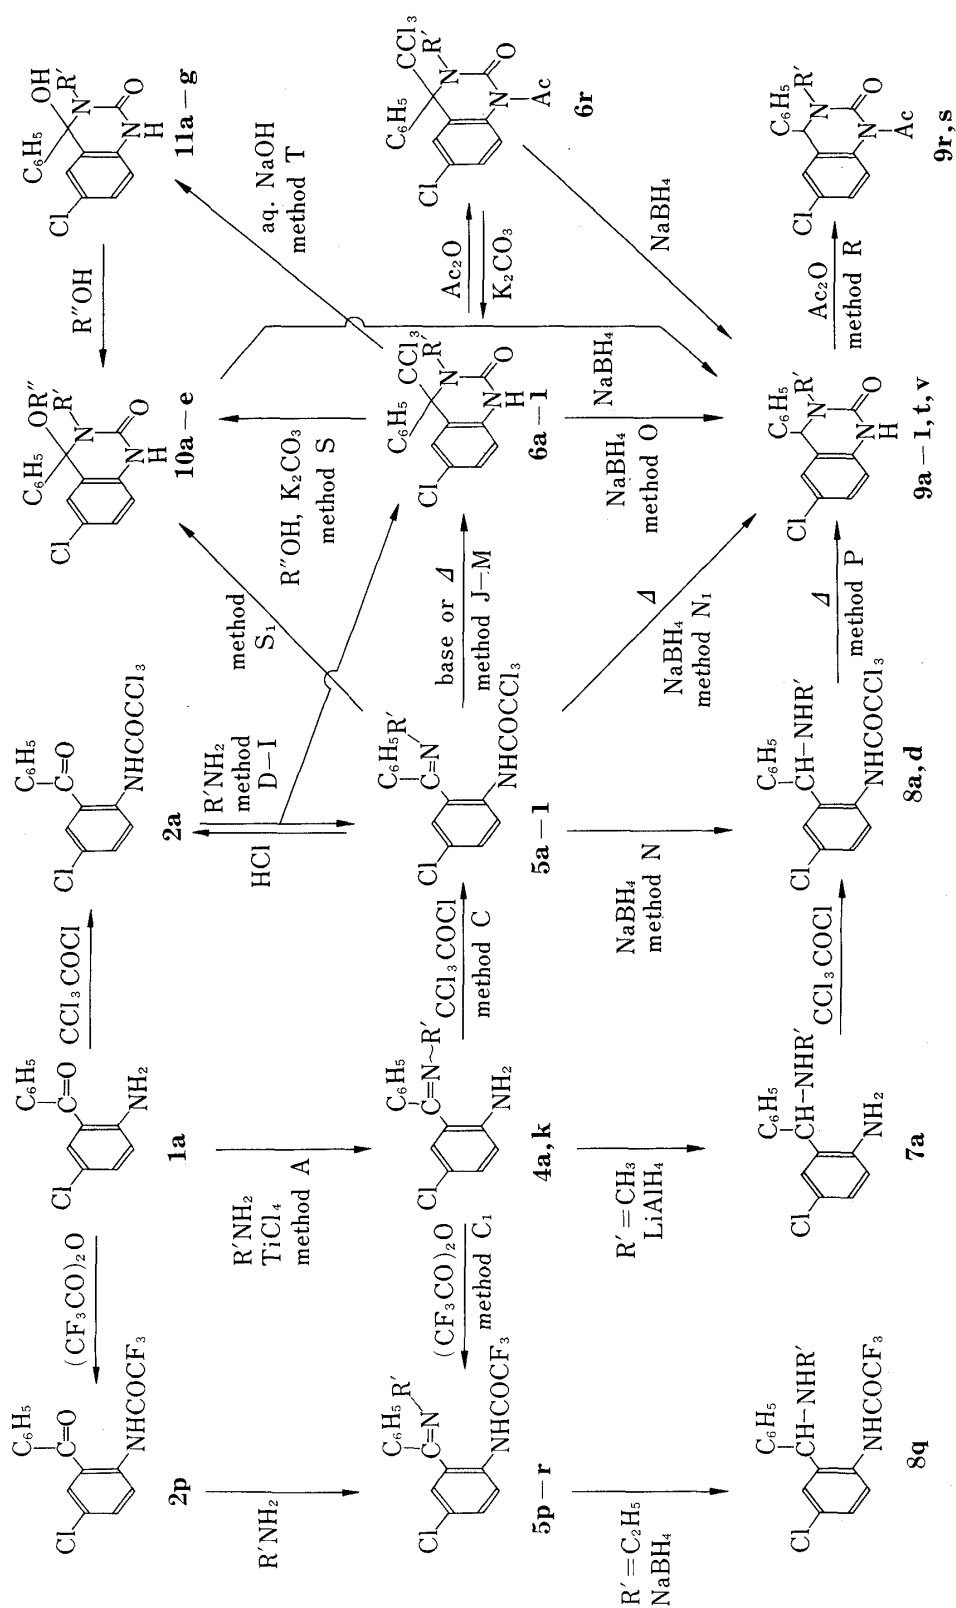 C₆H₅
C=O
Cl
NHCOCF₃
2p
(CF₃CO)₂O
C₆H₅
C=O
Cl
NH₂
1a
CCl₃COCl
C₆H₅
C=O
Cl
NHCOCCl₃
2a
C₆H₅
OR″
N R′
Cl
N
H
O
10a—e
R″OH
C₆H₅
OH
N R′
Cl
N
H
O
11a—g
R′NH₂
R′NH₂
TiCl₄
method A
HCl
R′NH₂
method
D—I
method
S₁
R″OH, K₂CO₃
method S
aq. NaOH
method T
C₆H₅ R′
C=N
Cl
NHCOCF₃
5p—r
(CF₃CO)₂O
method C₁
C₆H₅
C=N~R′
Cl
NH₂
4a,k
CCl₃COCl
method C
C₆H₅ R′
C=N
Cl
NHCOCCl₃
5a—l
base or Δ
method J—M
C₆H₅
CCl₃
N R′
Cl
N
H
O
6a—l
Ac₂O
K₂CO₃
C₆H₅
CCl₃
N R′
Cl
N
O
Ac
6r
R′=C₂H₅
NaBH₄
R′=CH₃
LiAlH₄
NaBH₄
method N
Δ
NaBH₄
method N₁
NaBH₄
NaBH₄
method O
NaBH₄
C₆H₅
CH—NHR′
Cl
NHCOCF₃
8q
C₆H₅
CH—NHR′
Cl
NH₂
7a
CCl₃COCl
C₆H₅
CH—NHR′
Cl
NHCOCCl₃
8a,d
Δ
method P
C₆H₅
N R′
Cl
N
H
O
9a—l,t,v
Ac₂O
method R
C₆H₅
N R′
Cl
N
O
Ac
9r,s